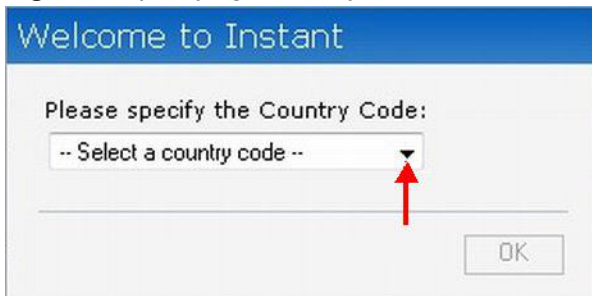 Welcome to Instant
Please specify the Country Code:
-- Select a country code --
OK